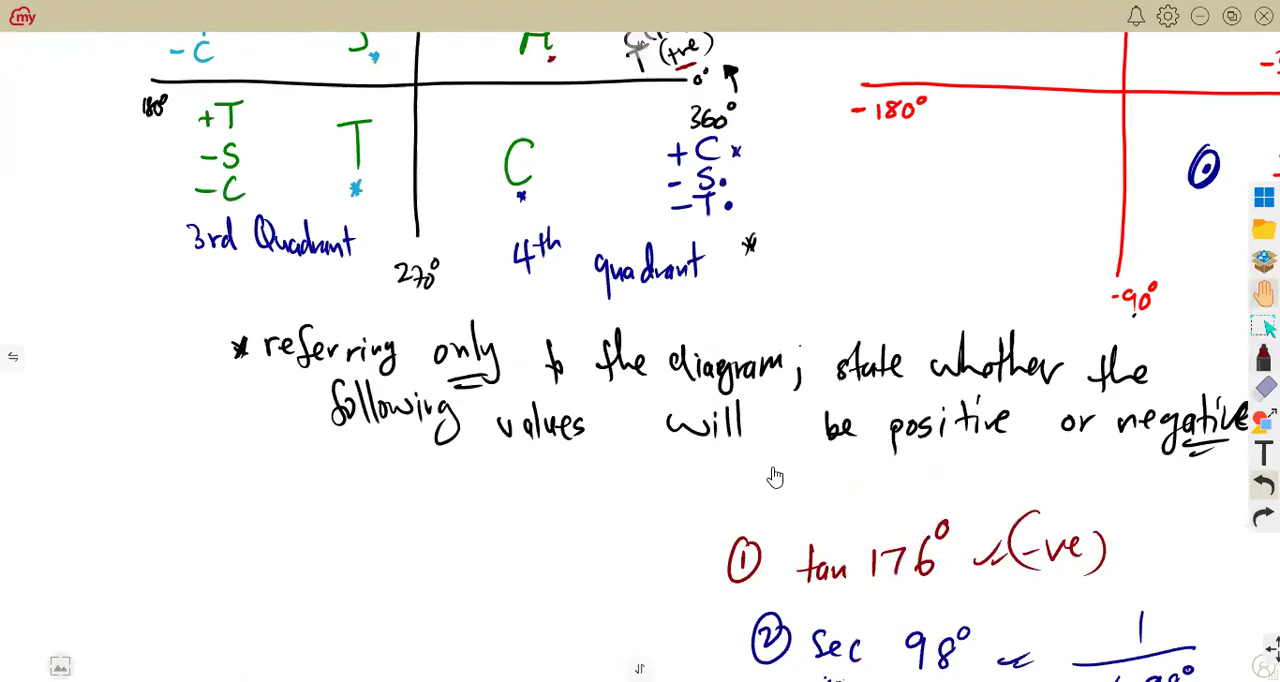 my
- C
S
A
(+ve)
0°
180°
+T
-S
-C
T
C
360°
+ C *
- S •
- T •
3rd Quadrant
4th quadrant *
270°
- 180°
-90°
* referring only to the diagram; state whether the
following values will be positive or negative
① tan 176° (-ve)
② sec 98°
1
T